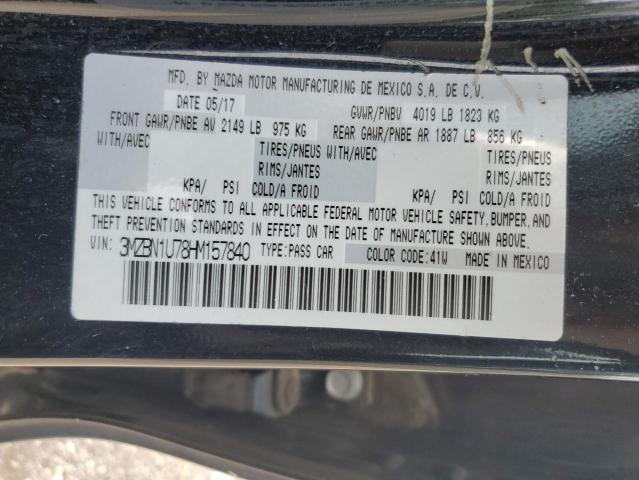 MFD. BY MAZDA MOTOR MANUFACTURING DE MEXICO S.A. DE C.V.
DATE 05/17 GVWR/PNBV 4019 LB 1823 KG
FRONT GAWR/PNBE AV 2149 LB 975 KG REAR GAWR/PNBE AR 1887 LB 856 KG
WITH/AVEC TIRES/PNEUS WITH/AVEC TIRES/PNEUS
RIMS/JANTES RIMS/JANTES
KPA/ PSI COLD/A FROID KPA/ PSI COLD/A FROID
THIS VEHICLE CONFORMS TO ALL APPLICABLE FEDERAL MOTOR VEHICLE SAFETY, BUMPER, AND
THEFT PREVENTION STANDARDS IN EFFECT ON THE DATE OF MANUFACTURE SHOWN ABOVE.
VIN: 3MZBN1U78HM157840 TYPE:PASS CAR COLOR CODE:41W MADE IN MEXICO